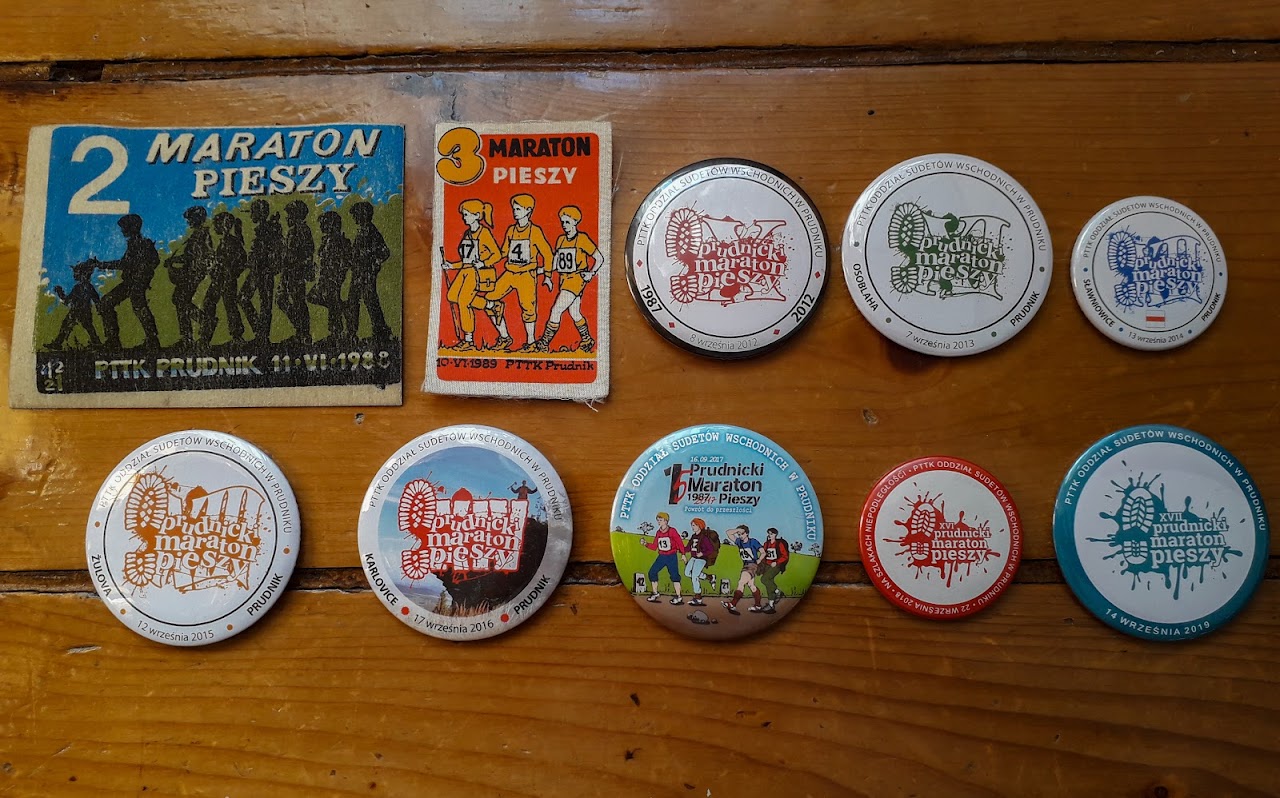 2 MARATON
PIESZY
12
21
PTTK PRUDNIK 11·VI·1988
3 MARATON
PIESZY
17
4
89
10·VI·1989 PTTK Prudnik
PTTK ODDZIAŁ SUDETÓW WSCHODNICH W PRUDNIKU
prudnicki
maraton
pieszy
1987
2012
8 września 2012
PTTK ODDZIAŁ SUDETÓW WSCHODNICH W PRUDNIKU
prudnicki
maraton
pieszy
OSOBLAHA
PRUDNIK
7 września 2013
PTTK ODDZIAŁ SUDETÓW WSCHODNICH W PRUDNIKU
prudnicki
maraton
pieszy
SŁAWNIOWICE
PRUDNIK
13 września 2014
PTTK ODDZIAŁ SUDETÓW WSCHODNICH W PRUDNIKU
prudnicki
maraton
pieszy
ŻULOVA
PRUDNIK
12 września 2015
PTTK ODDZIAŁ SUDETÓW WSCHODNICH W PRUDNIKU
prudnicki
maraton
pieszy
KARLOVICE
PRUDNIK
17 września 2016
PTTK ODDZIAŁ SUDETÓW WSCHODNICH W PRUDNIKU
16.09.2017
15 Prudnicki
Maraton
1987 Pieszy
Powrót do przeszłości
13
42
21
NA SZLAKACH NIEPODLEGŁOŚCI • PTTK ODDZIAŁ SUDETÓW WSCHODNICH W PRUDNIKU • 22 WRZEŚNIA 2018 •
XVI
prudnicki
maraton
pieszy
PTTK ODDZIAŁ SUDETÓW WSCHODNICH W PRUDNIKU
XVII
prudnicki
maraton
pieszy
14 WRZEŚNIA 2019